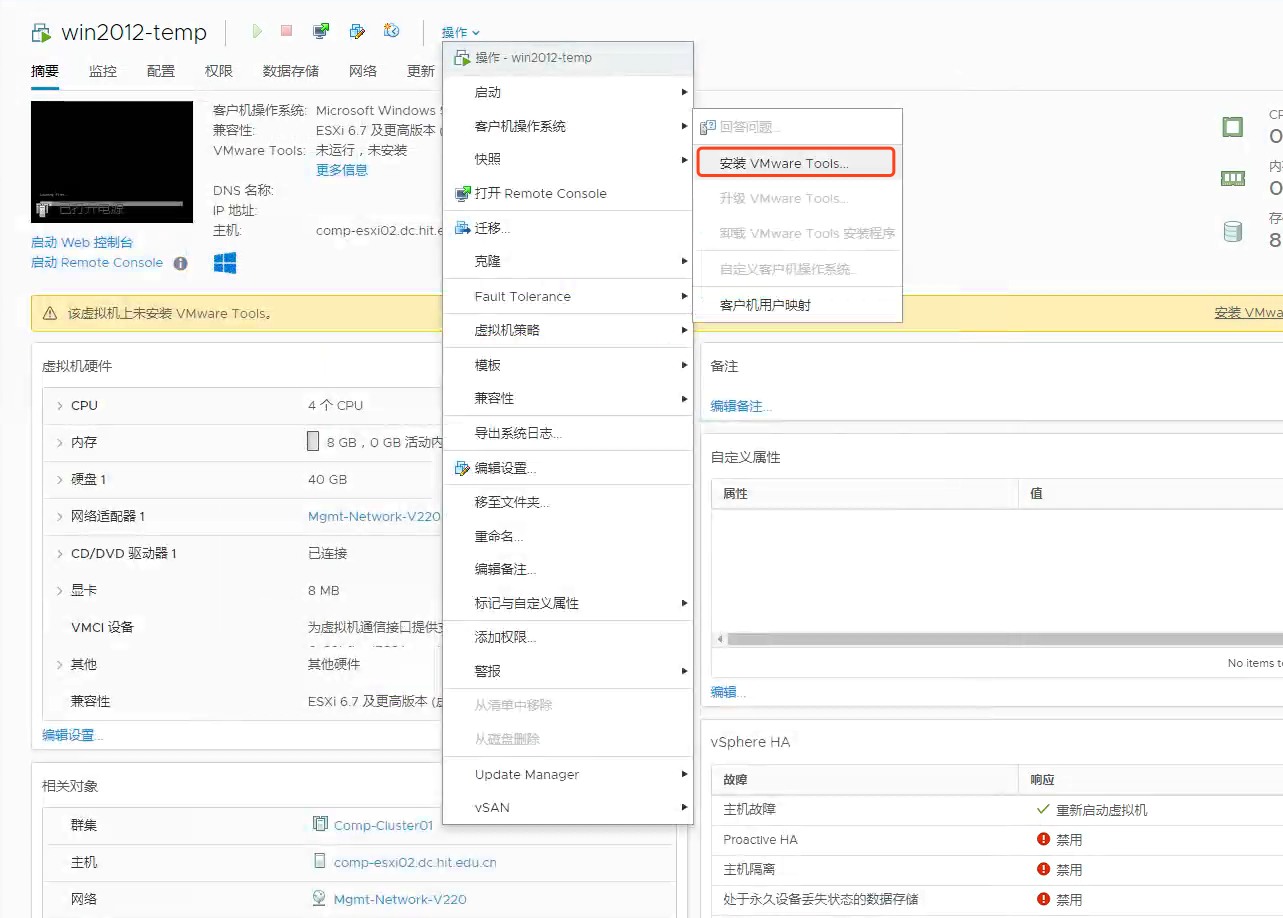 win2012-temp
操作
摘要 监控 配置 权限 数据存储 网络 更新
已打开电源
启动 Web 控制台
启动 Remote Console
客户机操作系统: Microsoft Windows
兼容性: ESXi 6.7 及更高版本
VMware Tools: 未运行，未安装
更多信息
DNS 名称:
IP 地址:
主机: comp-esxi02.dc.hit.e
操作 - win2012-temp
启动
客户机操作系统
快照
打开 Remote Console
迁移...
克隆
Fault Tolerance
虚拟机策略
模板
兼容性
导出系统日志...
编辑设置...
移至文件夹...
重命名...
编辑备注...
标记与自定义属性
添加权限...
警报
从清单中移除
从磁盘删除
Update Manager
vSAN
回答问题...
安装 VMware Tools...
升级 VMware Tools...
卸载 VMware Tools 安装程序
自定义客户机操作系统..
客户机用户映射
CP
0
内
0
存
8
该虚拟机上未安装 VMware Tools。
安装 VMwa
虚拟机硬件
CPU 4 个 CPU
内存 8 GB，0 GB 活动内
硬盘 1 40 GB
网络适配器 1 Mgmt-Network-V220
CD/DVD 驱动器 1 已连接
显卡 8 MB
VMCI 设备 为虚拟机通信接口提供支
其他 其他硬件
兼容性 ESXi 6.7 及更高版本
编辑设置...
相关对象
群集 Comp-Cluster01
主机 comp-esxi02.dc.hit.edu.cn
网络 Mgmt-Network-V220
备注
编辑备注...
自定义属性
属性 值
No items to
编辑...
vSphere HA
故障 响应
主机故障 重新启动虚拟机
Proactive HA 禁用
主机隔离 禁用
处于永久设备丢失状态的数据存储 禁用